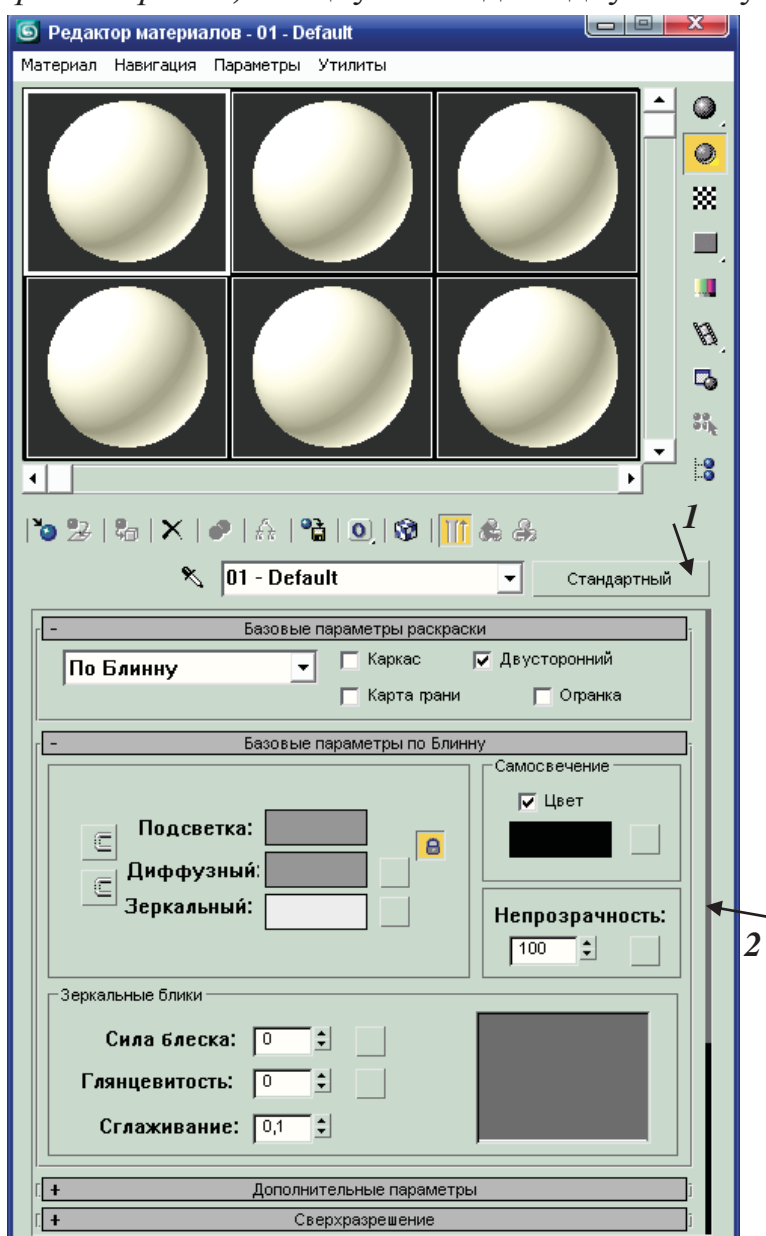 Редактор материалов - 01 - Default
Материал Навигация Параметры Утилиты
1
01 - Default Стандартный
- Базовые параметры раскраски
По Блинну Каркас Двусторонний
Карта грани Огранка
- Базовые параметры по Блинну
Самосвечение
Цвет
Подсветка:
Диффузный:
Зеркальный:
Непрозрачность:
100
2
Зеркальные блики
Сила блеска: 0
Глянцевитость: 0
Сглаживание: 0,1
+ Дополнительные параметры
+ Сверхразрешение